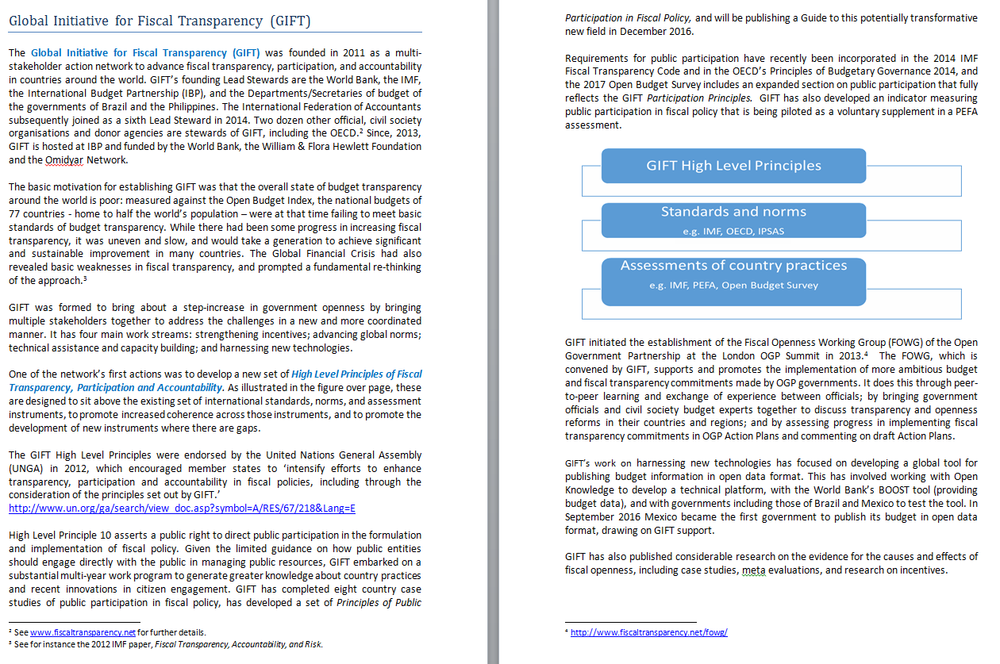 Global Initiative for Fiscal Transparency (GIFT)
The Global Initiative for Fiscal Transparency (GIFT) was founded in 2011 as a multi-
stakeholder action network to advance fiscal transparency, participation, and accountability
in countries around the world. GIFT's founding Lead Stewards are the World Bank, the IMF,
the International Budget Partnership (IBP), and the Departments/Secretaries of budget of
the governments of Brazil and the Philippines. The International Federation of Accountants
subsequently joined as a sixth Lead Steward in 2014. Two dozen other official, civil society
organisations and donor agencies are stewards of GIFT, including the OECD.² Since, 2013,
GIFT is hosted at IBP and funded by the World Bank, the William & Flora Hewlett Foundation
and the Omidyar Network.
The basic motivation for establishing GIFT was that the overall state of budget transparency
around the world is poor: measured against the Open Budget Index, the national budgets of
77 countries - home to half the world's population – were at that time failing to meet basic
standards of budget transparency. While there had been some progress in increasing fiscal
transparency, it was uneven and slow, and would take a generation to achieve significant
and sustainable improvement in many countries. The Global Financial Crisis had also
revealed basic weaknesses in fiscal transparency, and prompted a fundamental re-thinking
of the approach.³
GIFT was formed to bring about a step-increase in government openness by bringing
multiple stakeholders together to address the challenges in a new and more coordinated
manner. It has four main work streams: strengthening incentives; advancing global norms;
technical assistance and capacity building; and harnessing new technologies.
One of the network's first actions was to develop a new set of High Level Principles of Fiscal
Transparency, Participation and Accountability. As illustrated in the figure over page, these
are designed to sit above the existing set of international standards, norms, and assessment
instruments, to promote increased coherence across those instruments, and to promote the
development of new instruments where there are gaps.
The GIFT High Level Principles were endorsed by the United Nations General Assembly
(UNGA) in 2012, which encouraged member states to 'intensify efforts to enhance
transparency, participation and accountability in fiscal policies, including through the
consideration of the principles set out by GIFT.'
http://www.un.org/ga/search/view_doc.asp?symbol=A/RES/67/218&Lang=E
High Level Principle 10 asserts a public right to direct public participation in the formulation
and implementation of fiscal policy. Given the limited guidance on how public entities
should engage directly with the public in managing public resources, GIFT embarked on a
substantial multi-year work program to generate greater knowledge about country practices
and recent innovations in citizen engagement. GIFT has completed eight country case
studies of public participation in fiscal policy, has developed a set of Principles of Public
² See www.fiscaltransparency.net for further details.
³ See for instance the 2012 IMF paper, Fiscal Transparency, Accountability, and Risk.
Participation in Fiscal Policy, and will be publishing a Guide to this potentially transformative
new field in December 2016.
Requirements for public participation have recently been incorporated in the 2014 IMF
Fiscal Transparency Code and in the OECD's Principles of Budgetary Governance 2014, and
the 2017 Open Budget Survey includes an expanded section on public participation that fully
reflects the GIFT Participation Principles. GIFT has also developed an indicator measuring
public participation in fiscal policy that is being piloted as a voluntary supplement in a PEFA
assessment.
GIFT High Level Principles
Standards and norms
e.g. IMF, OECD, IPSAS
Assessments of country practices
e.g. IMF, PEFA, Open Budget Survey
GIFT initiated the establishment of the Fiscal Openness Working Group (FOWG) of the Open
Government Partnership at the London OGP Summit in 2013.⁴ The FOWG, which is
convened by GIFT, supports and promotes the implementation of more ambitious budget
and fiscal transparency commitments made by OGP governments. It does this through peer-
to-peer learning and exchange of experience between officials; by bringing government
officials and civil society budget experts together to discuss transparency and openness
reforms in their countries and regions; and by assessing progress in implementing fiscal
transparency commitments in OGP Action Plans and commenting on draft Action Plans.
GIFT's work on harnessing new technologies has focused on developing a global tool for
publishing budget information in open data format. This has involved working with Open
Knowledge to develop a technical platform, with the World Bank's BOOST tool (providing
budget data), and with governments including those of Brazil and Mexico to test the tool. In
September 2016 Mexico became the first government to publish its budget in open data
format, drawing on GIFT support.
GIFT has also published considerable research on the evidence for the causes and effects of
fiscal openness, including case studies, meta evaluations, and research on incentives.
⁴ http://www.fiscaltransparency.net/fowg/